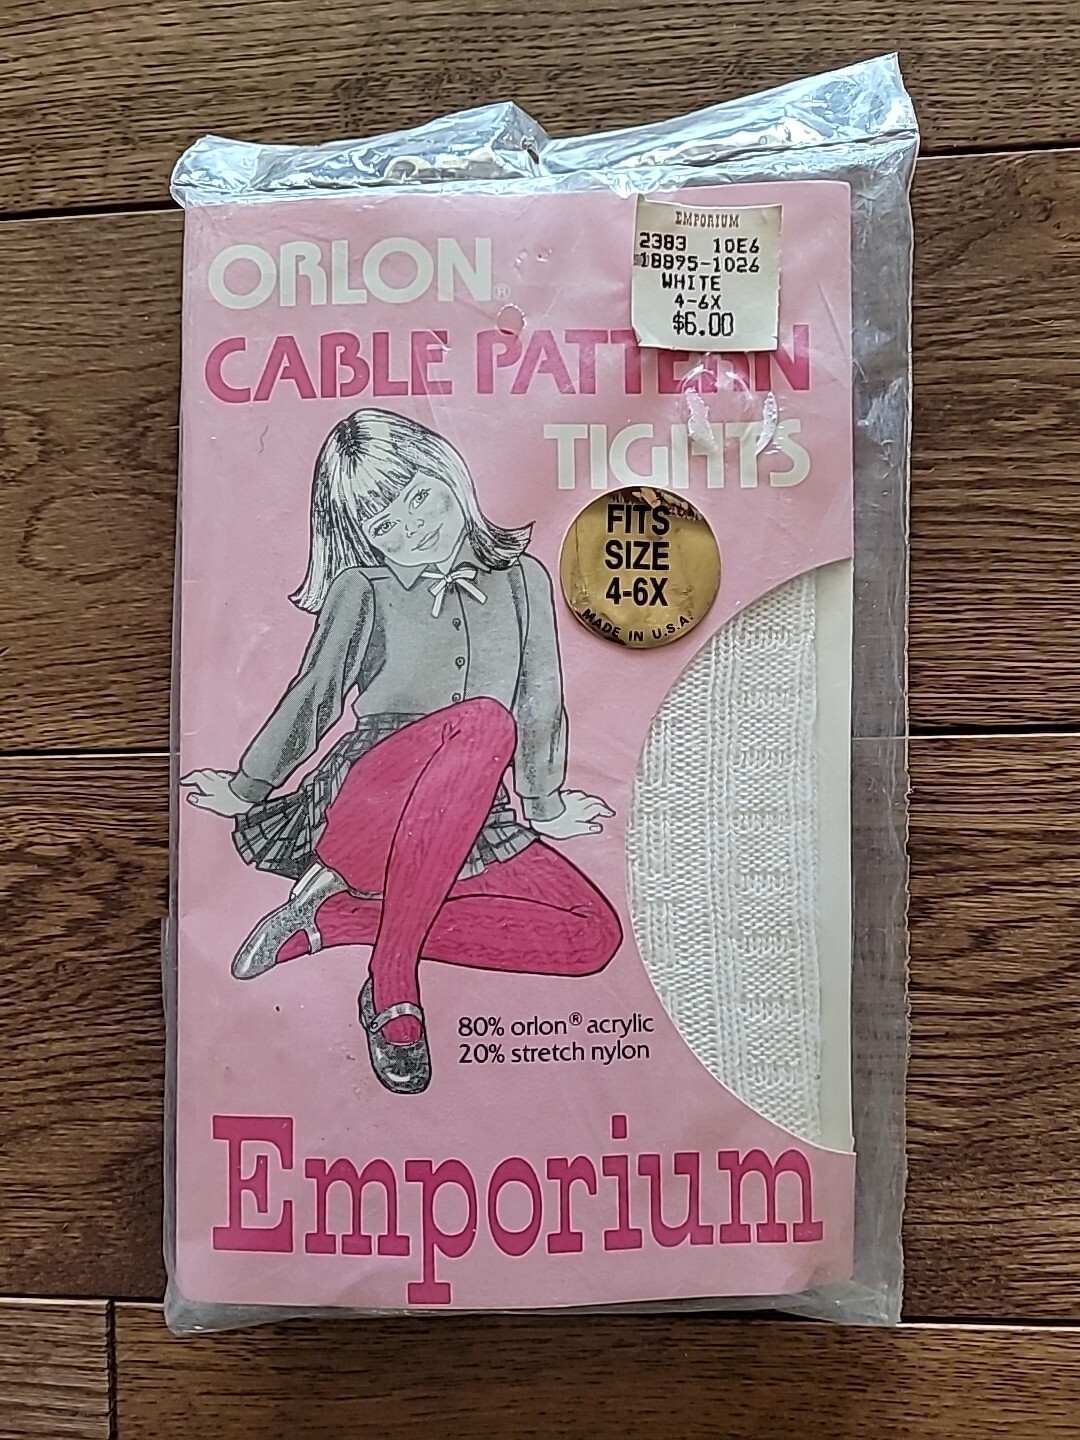 ORLON®
EMPORIUM
2383 10E6
18895-1026
WHITE
4-6X
$6.00
CABLE PATTERN
TIGHTS
FITS
SIZE
4-6X
MADE IN U.S.A.
80% orlon® acrylic
20% stretch nylon
Emporium